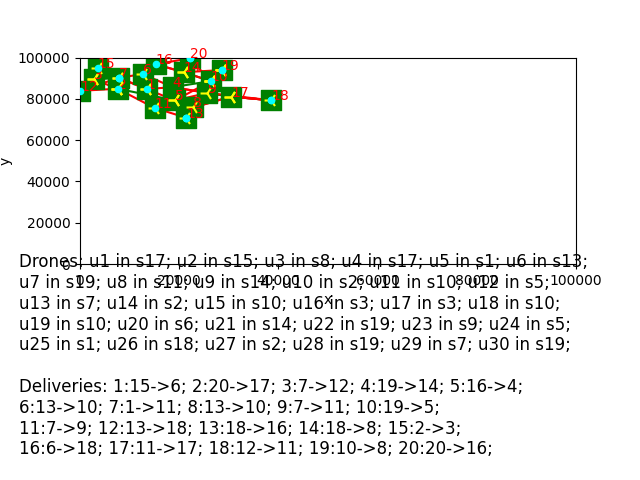 20
16
100000
80000
60000
y
40000
20000
Drones: u1 in s17; u2 in s15; u3 in s8; u4 in s17; u5 in s1; u6 in s13;
0 20000 40000 60000 80000 100000
u7 in s19; u8 in s11; u9 in s14; u10 in s2; u11 in s10; u12 in s5;
x
u13 in s7; u14 in s2; u15 in s10; u16 in s3; u17 in s3; u18 in s10;
u19 in s10; u20 in s6; u21 in s14; u22 in s19; u23 in s9; u24 in s5;
u25 in s1; u26 in s18; u27 in s2; u28 in s19; u29 in s7; u30 in s19;
Deliveries: 1:15->6; 2:20->17; 3:7->12; 4:19->14; 5:16->4;
6:13->10; 7:1->11; 8:13->10; 9:7->11; 10:19->5;
11:7->9; 12:13->18; 13:18->16; 14:18->8; 15:2->3;
16:6->18; 17:11->17; 18:12->11; 19:10->8; 20:20->16;